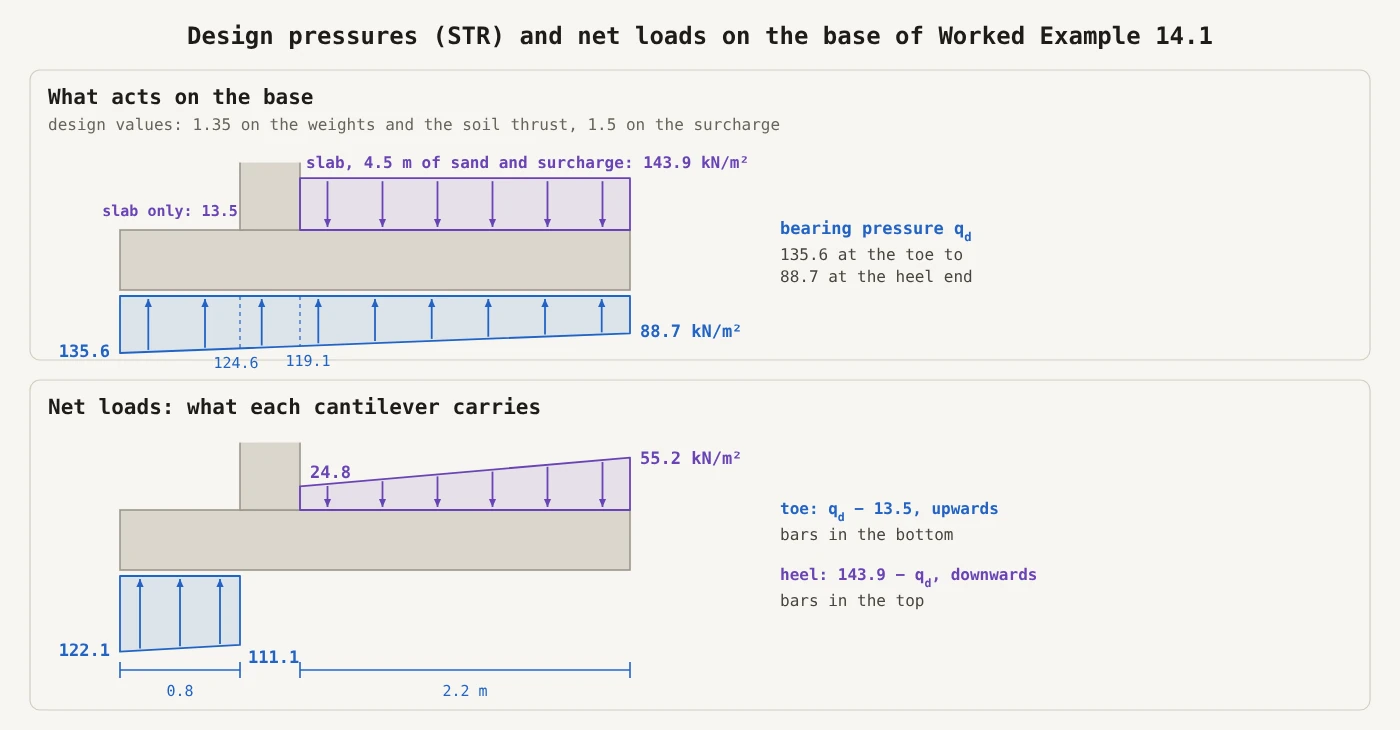 Design pressures (STR) and net loads on the base of Worked Example 14.1
What acts on the base
design values: 1.35 on the weights and the soil thrust, 1.5 on the surcharge
slab, 4.5 m of sand and surcharge: 143.9 kN/m²
slab only: 13.5
bearing pressure qd
135.6 at the toe to
88.7 at the heel end
88.7 kN/m²
135.6
124.6
119.1
Net loads: what each cantilever carries
55.2 kN/m²
24.8
toe: qd − 13.5, upwards
bars in the bottom
heel: 143.9 − qd, downwards
bars in the top
122.1
111.1
0.8
2.2 m